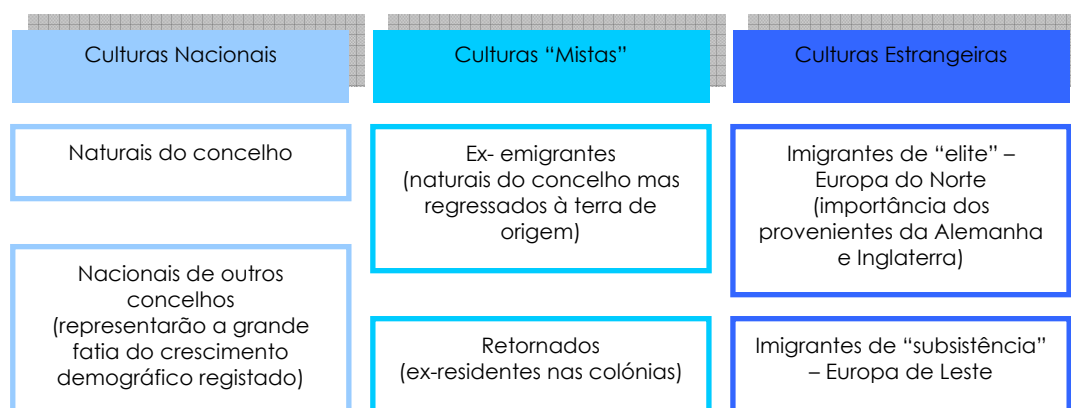 Culturas Nacionais
Naturais do concelho
Nacionais de outros
concelhos
(representarão a grande
fatia do crescimento
demográfico registado)
Culturas “Mistas”
Ex- emigrantes
(naturais do concelho mas
regressados à terra de
origem)
Retornados
(ex-residentes nas colónias)
Culturas Estrangeiras
Imigrantes de “elite” –
Europa do Norte
(importância dos
provenientes da Alemanha
e Inglaterra)
Imigrantes de “subsistência”
– Europa de Leste